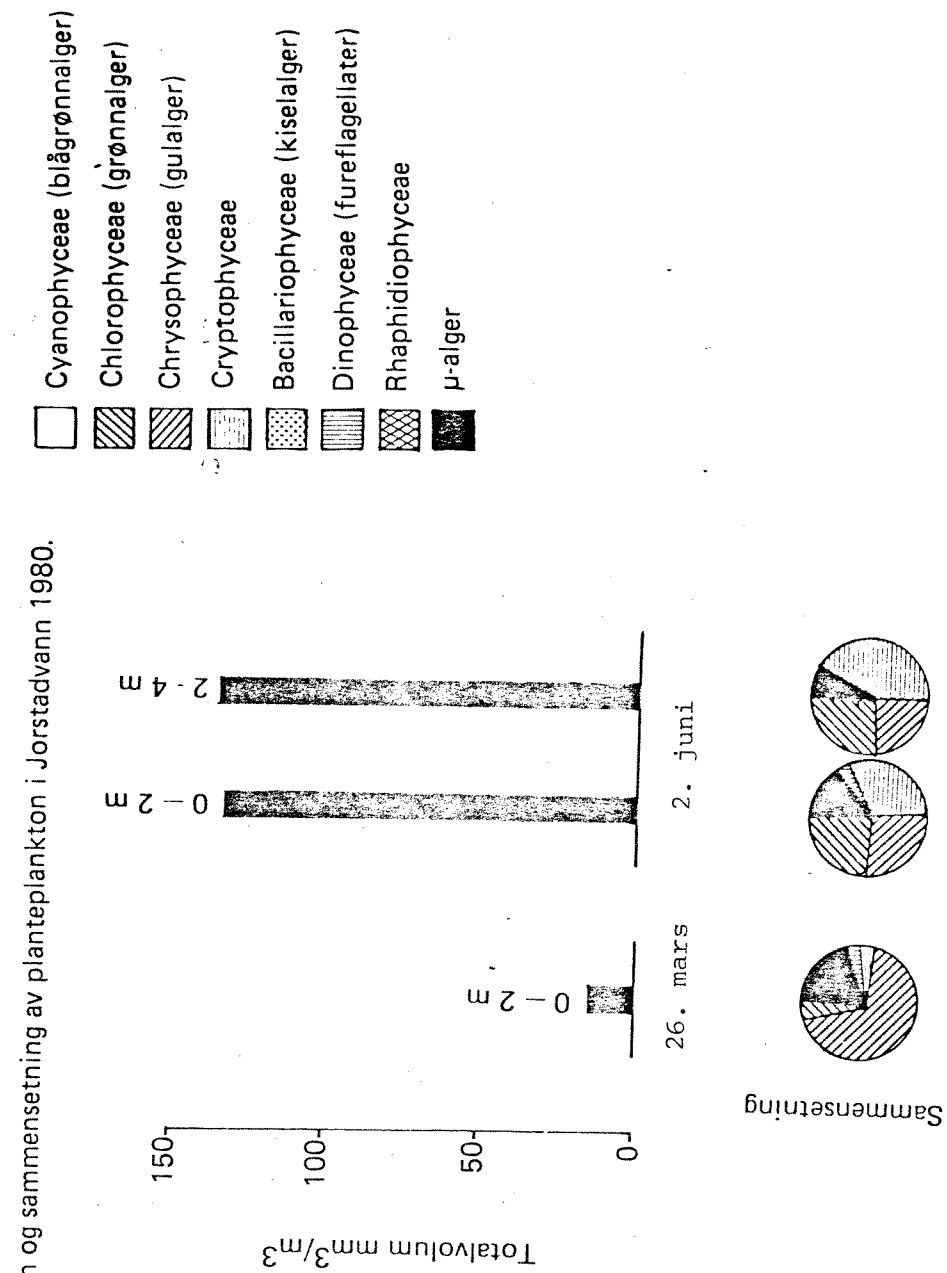 og sammensetning av planteplankton i Jorstadvann 1980.
Totalvolum mm³/m³
150
100
50
0
0 – 2 m
0 – 2 m
2 - 4 m
26. mars
2. juni
Sammensetning
Cyanophyceae (blågrønnalger)
Chlorophyceae (grønnalger)
Chrysophyceae (gulalger)
Cryptophyceae
Bacillariophyceae (kiselalger)
Dinophyceae (fureflagellater)
Rhaphidiophyceae
µ-alger